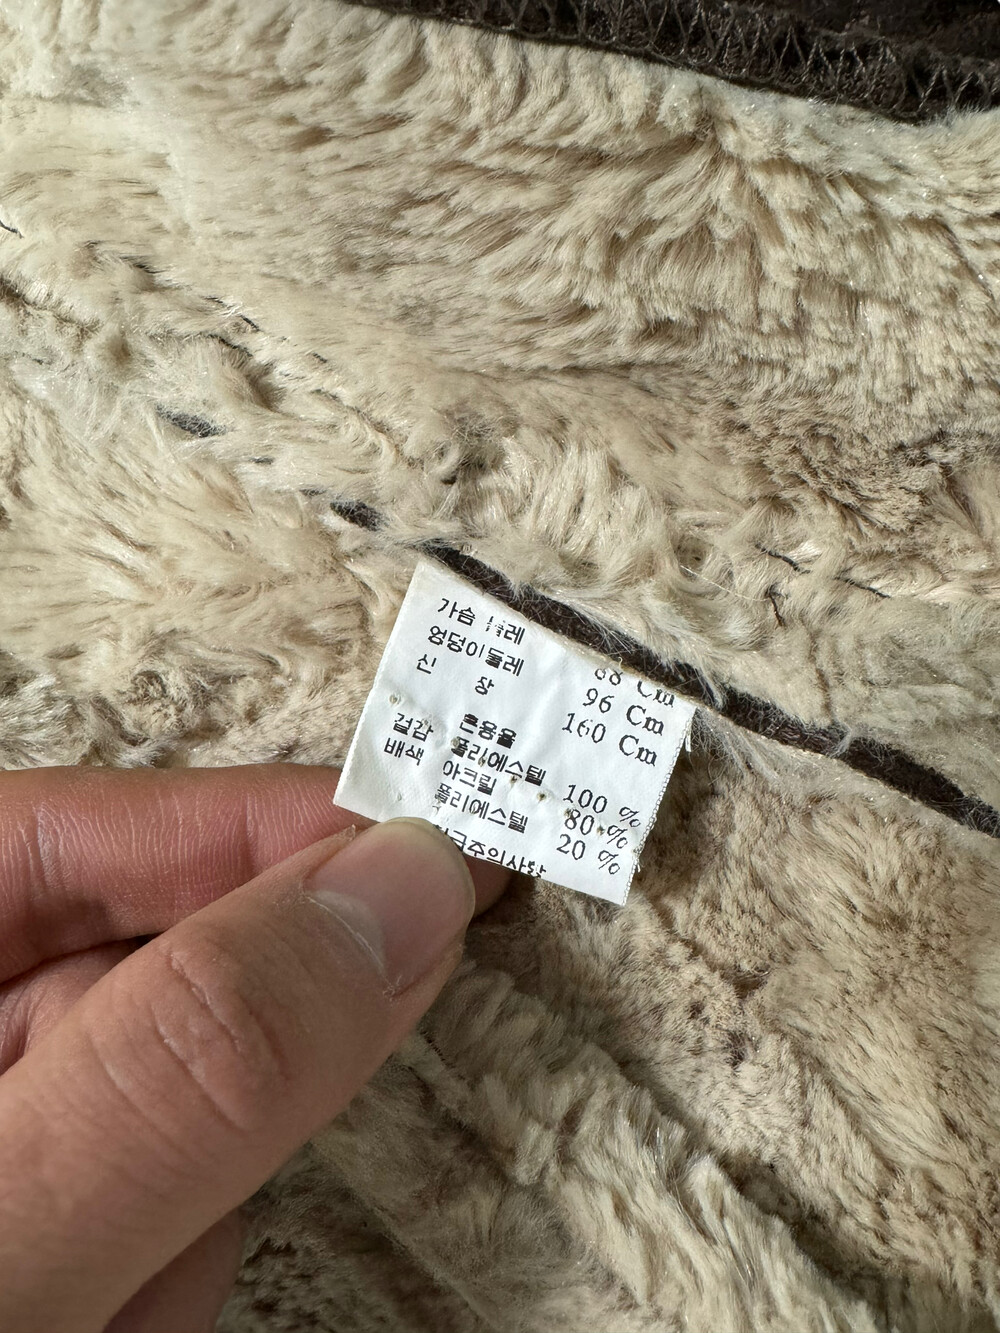 가슴둘레 88 Cm
엉덩이둘레 96 Cm
신 장 160 Cm
혼용율
겉감 폴리에스텔 100 %
배색 아크릴 80 %
폴리에스텔 20 %